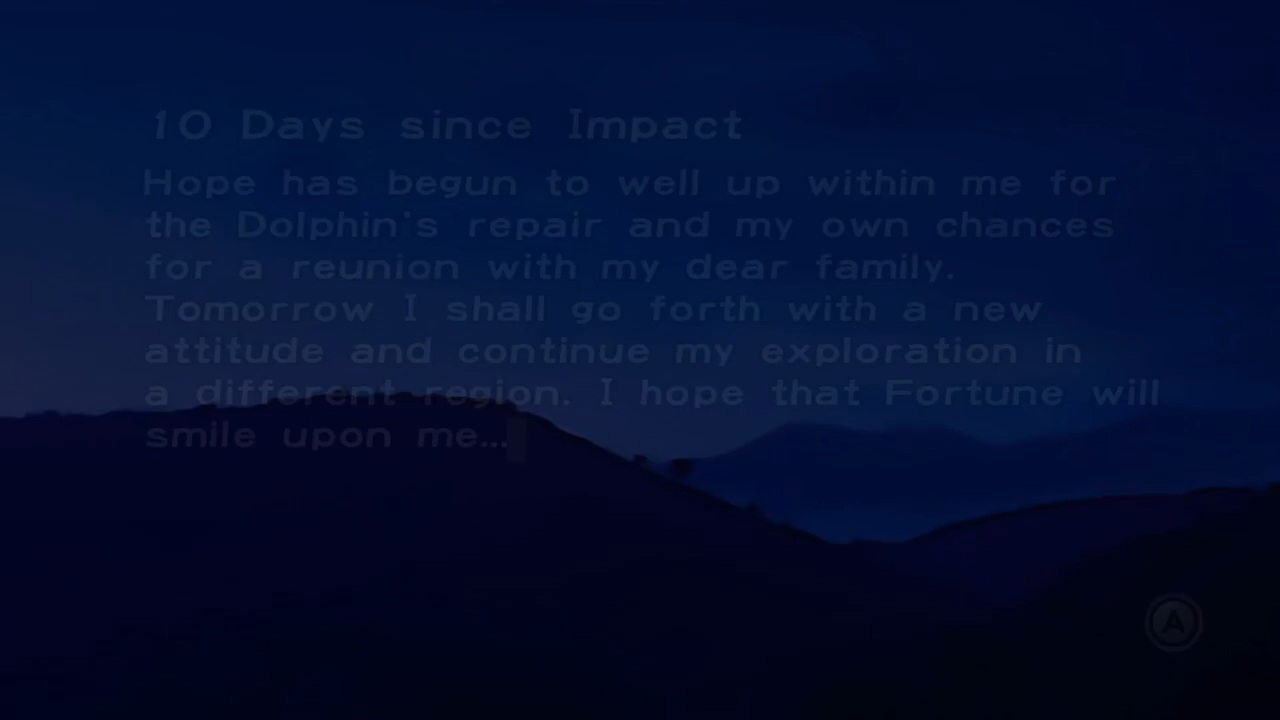 10 Days since Impact
Hope has begun to well up within me for
the Dolphin's repair and my own chances
for a reunion with my dear family.
Tomorrow I shall go forth with a new
attitude and continue my exploration in
a different region. I hope that Fortune will
smile upon me...
A